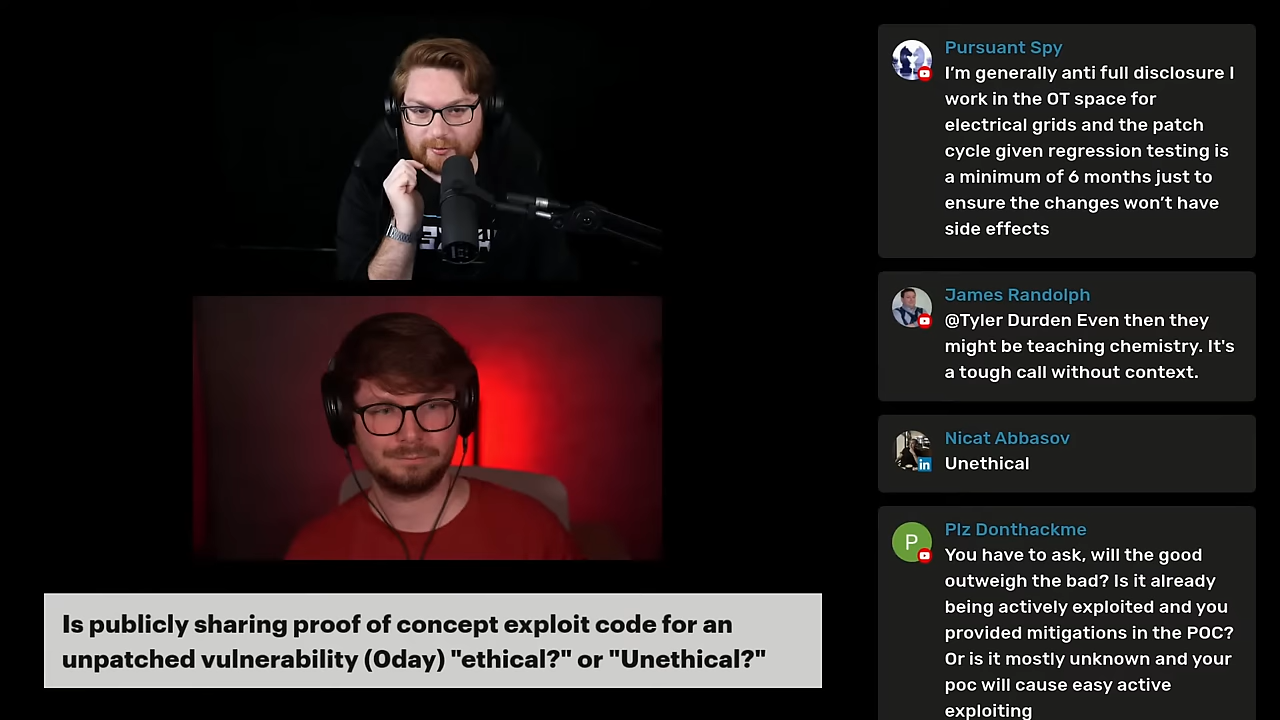 Pursuant Spy
I’m generally anti full disclosure I
work in the OT space for
electrical grids and the patch
cycle given regression testing is
a minimum of 6 months just to
ensure the changes won’t have
side effects
James Randolph
@Tyler Durden Even then they
might be teaching chemistry. It's
a tough call without context.
Nicat Abbasov
in
Unethical
Plz Donthackme
P
You have to ask, will the good
outweigh the bad? Is it already
being actively exploited and you
provided mitigations in the POC?
Or is it mostly unknown and your
poc will cause easy active
exploiting
Is publicly sharing proof of concept exploit code for an
unpatched vulnerability (0day) "ethical?" or "Unethical?"